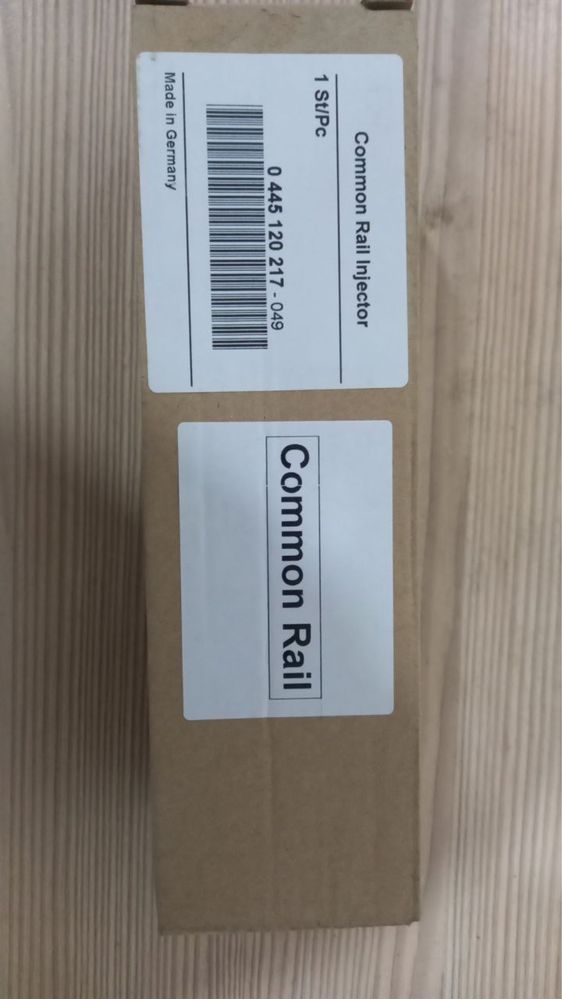 Common Rail Injector
1 St/Pc
0 445 120 217 - 049
Made in Germany
Common Rail